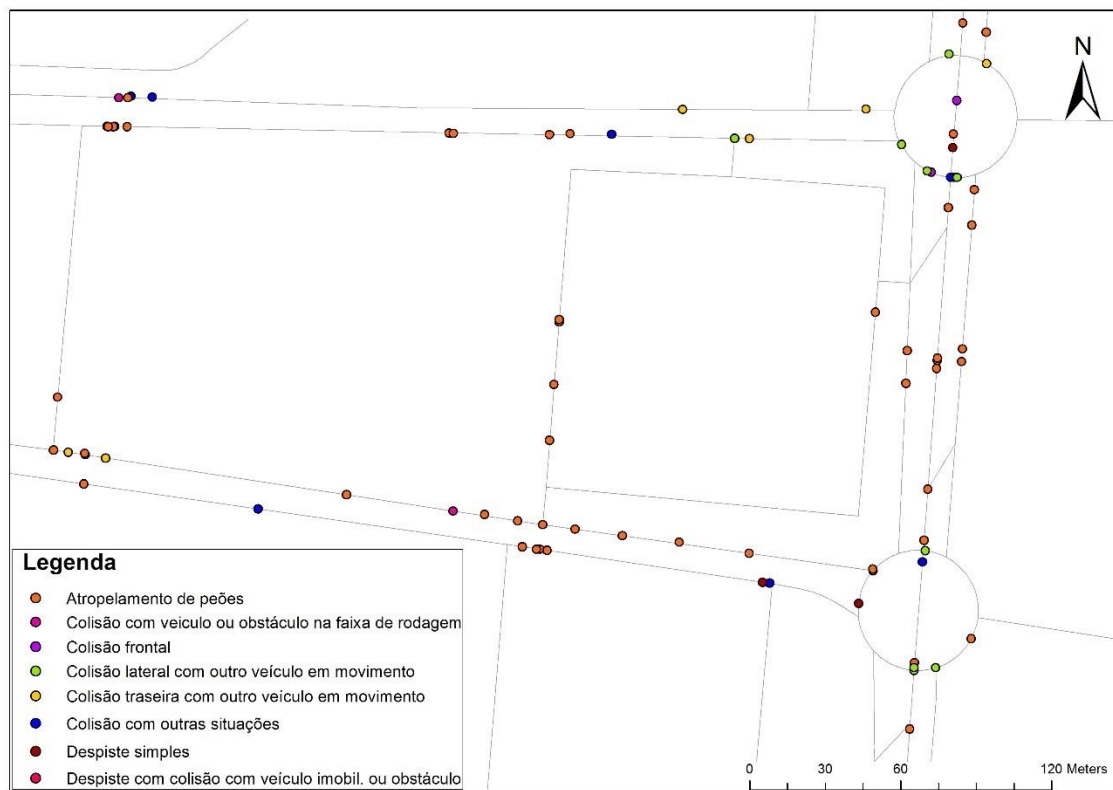 N
Legenda
Atropelamento de peões
Colisão com veiculo ou obstáculo na faixa de rodagem
Colisão frontal
Colisão lateral com outro veículo em movimento
Colisão traseira com outro veículo em movimento
Colisão com outras situações
Despiste simples
Despiste com colisão com veículo imobil. ou obstáculo
0 30 60 120 Meters